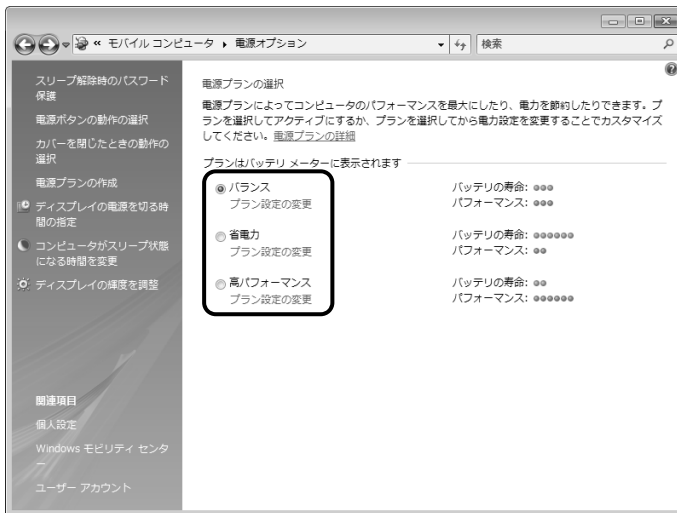 « モバイル コンピュータ ▸ 電源オプション
検索
スリープ解除時のパスワード
保護
電源ボタンの動作の選択
カバーを閉じたときの動作の
選択
電源プランの作成
ディスプレイの電源を切る時
間の指定
コンピュータがスリープ状態
になる時間を変更
ディスプレイの輝度を調整
関連項目
個人設定
Windows モビリティ センタ
ー
ユーザー アカウント
電源プランの選択
電源プランによってコンピュータのパフォーマンスを最大にしたり、電力を節約したりできます。プ
ランを選択してアクティブにするか、プランを選択してから電力設定を変更することでカスタマイズ
してください。電源プランの詳細
プランはバッテリ メーターに表示されます
バランス
バッテリの寿命:
プラン設定の変更
パフォーマンス:
省電力
バッテリの寿命:
プラン設定の変更
パフォーマンス:
高パフォーマンス
バッテリの寿命:
プラン設定の変更
パフォーマンス: